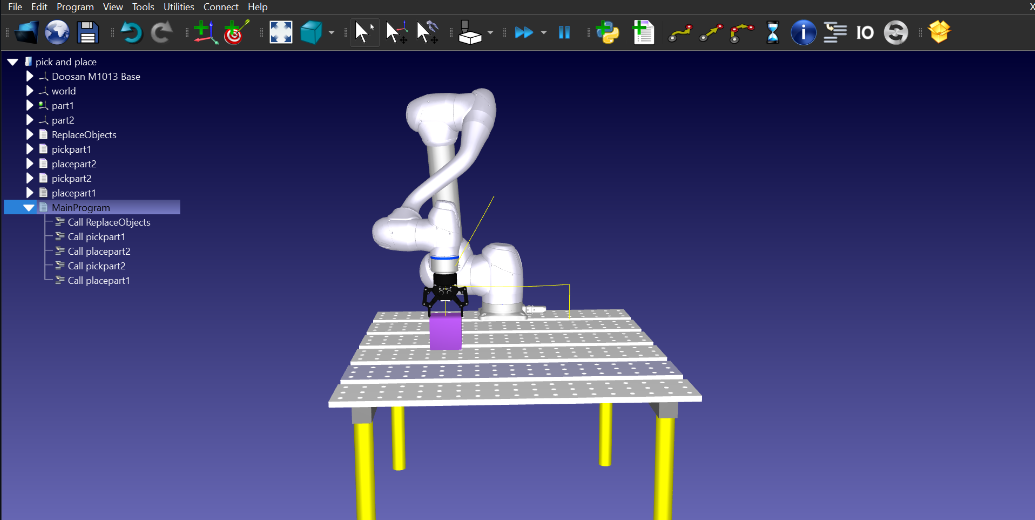 File Edit Program View Tools Utilities Connect Help X
IO
pick and place
Doosan M1013 Base
world
part1
part2
ReplaceObjects
pickpart1
placepart2
pickpart2
placepart1
MainProgram
Call ReplaceObjects
Call pickpart1
Call placepart2
Call pickpart2
Call placepart1